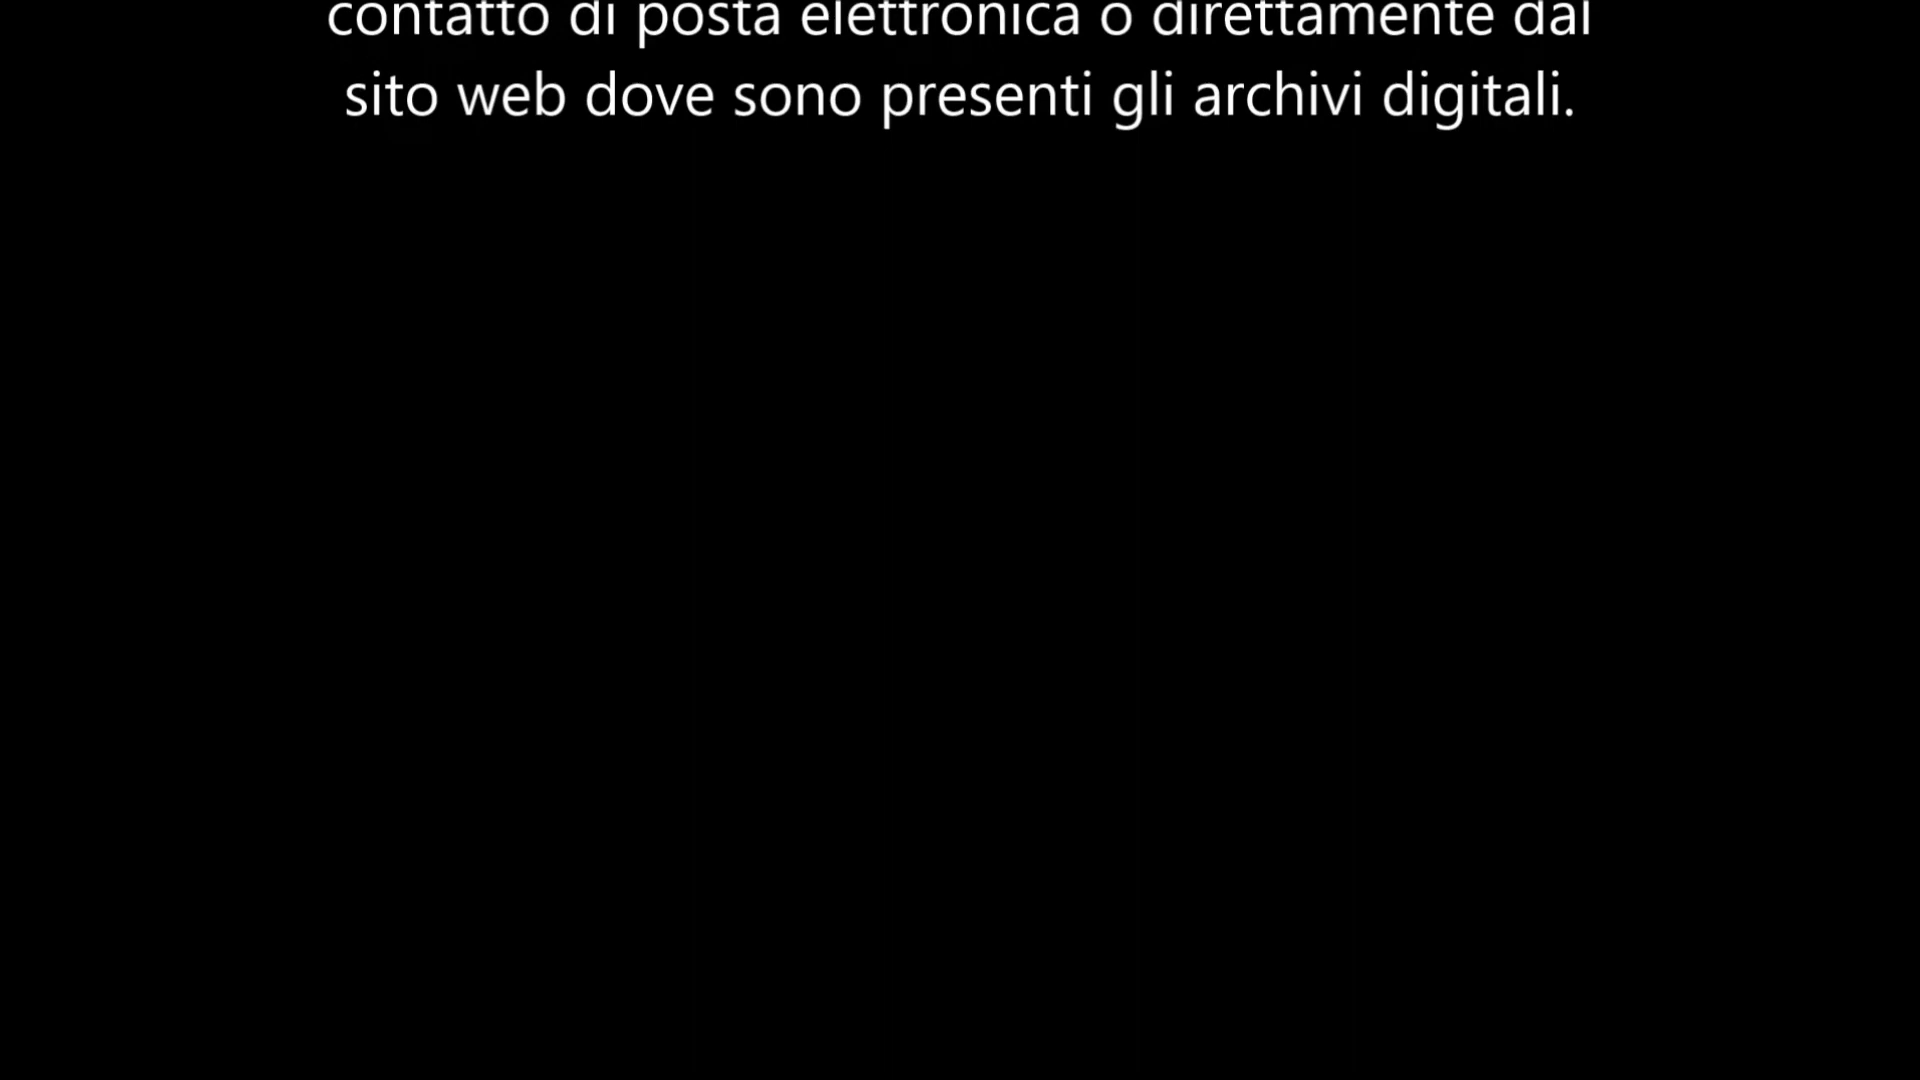 contatto di posta elettronica o direttamente dal
sito web dove sono presenti gli archivi digitali.